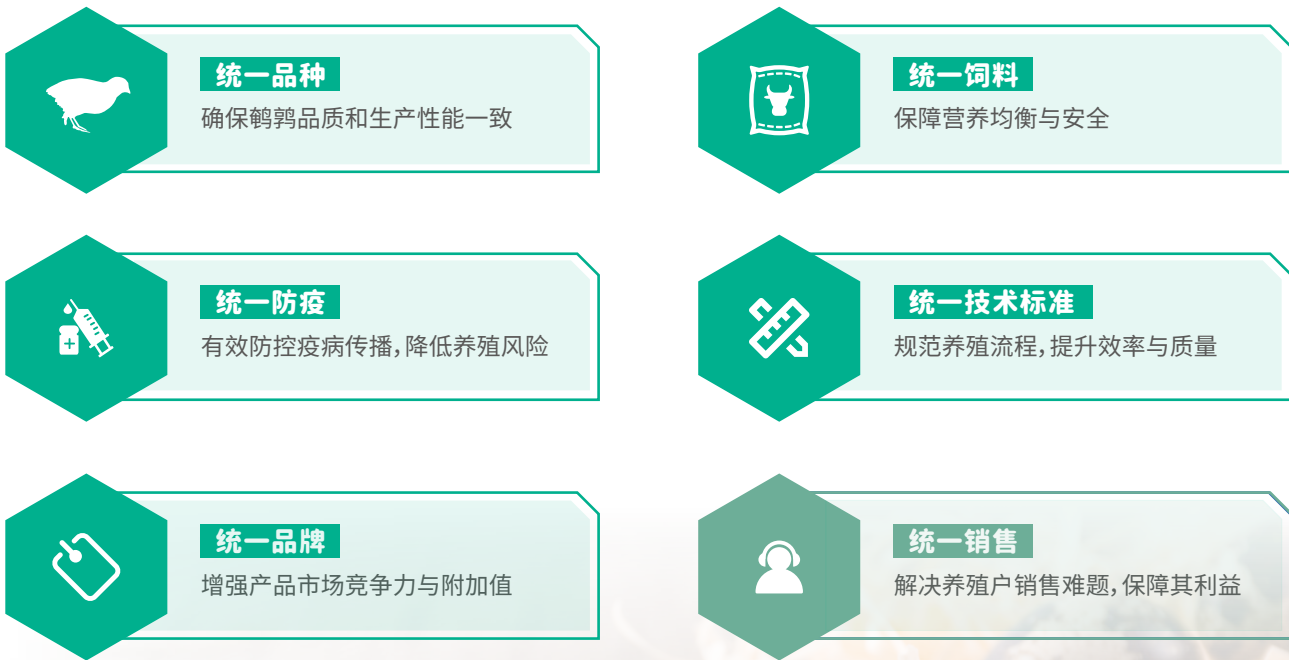 统一品种
确保鹌鹑品质和生产性能一致
统一饲料
保障营养均衡与安全
统一防疫
有效防控疫病传播,降低养殖风险
统一技术标准
规范养殖流程,提升效率与质量
统一品牌
增强产品市场竞争力与附加值
统一销售
解决养殖户销售难题,保障其利益